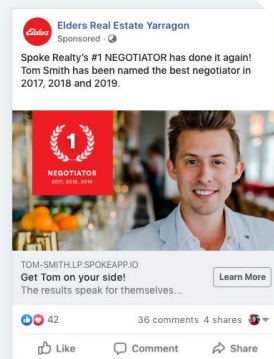 Elders
Elders Real Estate Yarragon
Sponsored ·
Spoke Realty's #1 NEGOTIATOR has done it again!
Tom Smith has been named the best negotiator in
2017, 2018 and 2019.
1
NEGOTIATOR
2017, 2018, 2019
TOM-SMITH.LP.SPOKEAPP.IO
Get Tom on your side!
Learn More
The results speak for themselves...
42
36 comments 4 shares
Like
Comment
Share